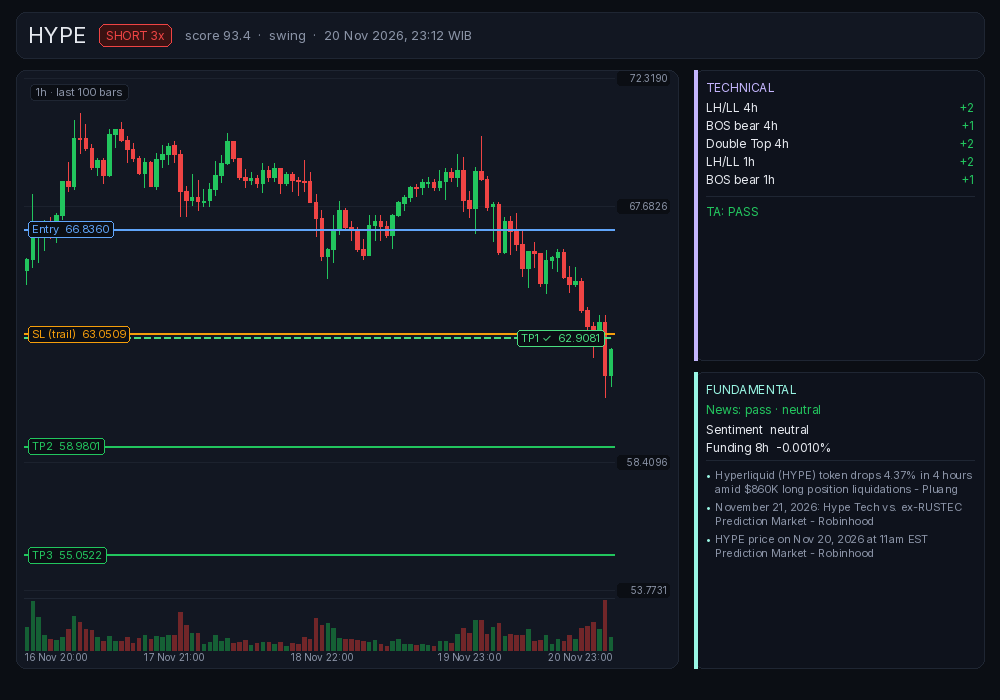 HYPE SHORT 3x score 93.4 · swing · 20 Nov 2026, 23:12 WIB
1h · last 100 bars
72.3190
67.6826
Entry 66.8360
SL (trail) 63.0509
TP1 ✓ 62.9081
TP2 58.9801
58.4096
TP3 55.0522
53.7731
16 Nov 20:00 17 Nov 21:00 18 Nov 22:00 19 Nov 23:00 20 Nov 23:00
TECHNICAL
LH/LL 4h +2
BOS bear 4h +1
Double Top 4h +2
LH/LL 1h +2
BOS bear 1h +1
TA: PASS
FUNDAMENTAL
News: pass · neutral
Sentiment neutral
Funding 8h -0.0010%
• Hyperliquid (HYPE) token drops 4.37% in 4 hours
amid $860K long position liquidations - Pluang
• November 21, 2026: Hype Tech vs. ex-RUSTEC
Prediction Market - Robinhood
• HYPE price on Nov 20, 2026 at 11am EST
Prediction Market - Robinhood